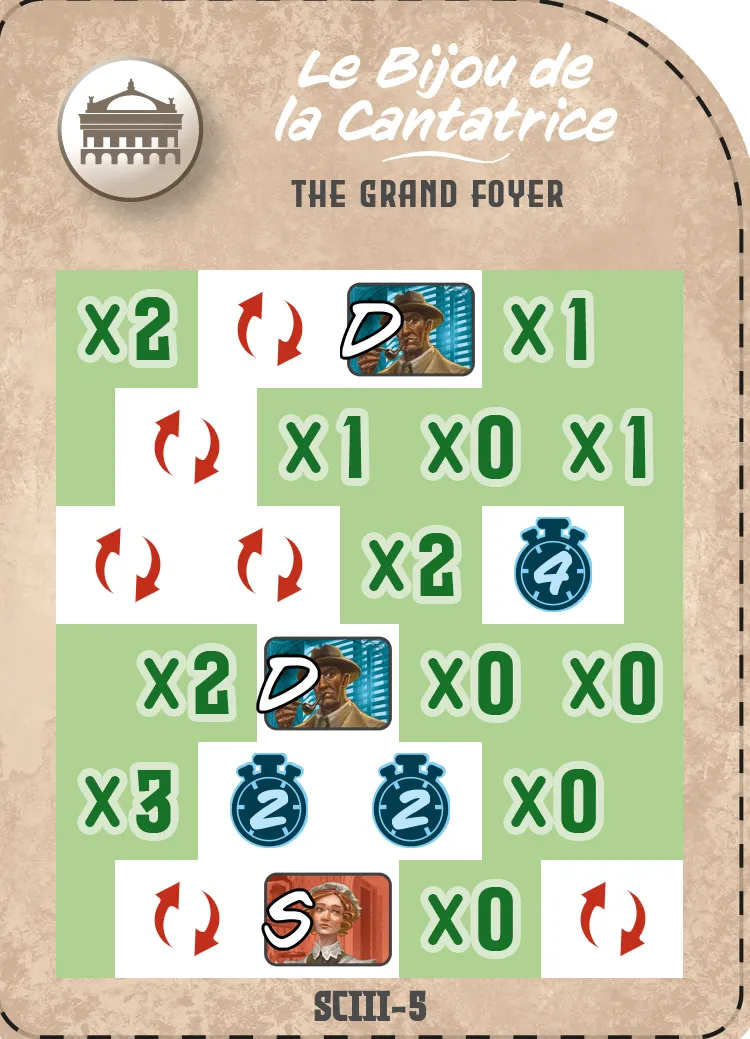 Le Bijou de
la Cantatrice
THE GRAND FOYER
X2 D X1
X1 X0 X1
X2 4
X2 D X0 X0
X3 2 2 X0
S X0
SCIII-5